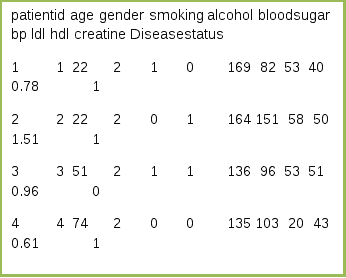 patientid age gender smoking alcohol bloodsugar
bp ldl hdl creatine Diseasestatus
1 1 22 2 1 0 169 82 53 40
0.78 1
2 2 22 2 0 1 164 151 58 50
1.51 1
3 3 51 2 1 1 136 96 53 51
0.96 0
4 4 74 2 0 0 135 103 20 43
0.61 1